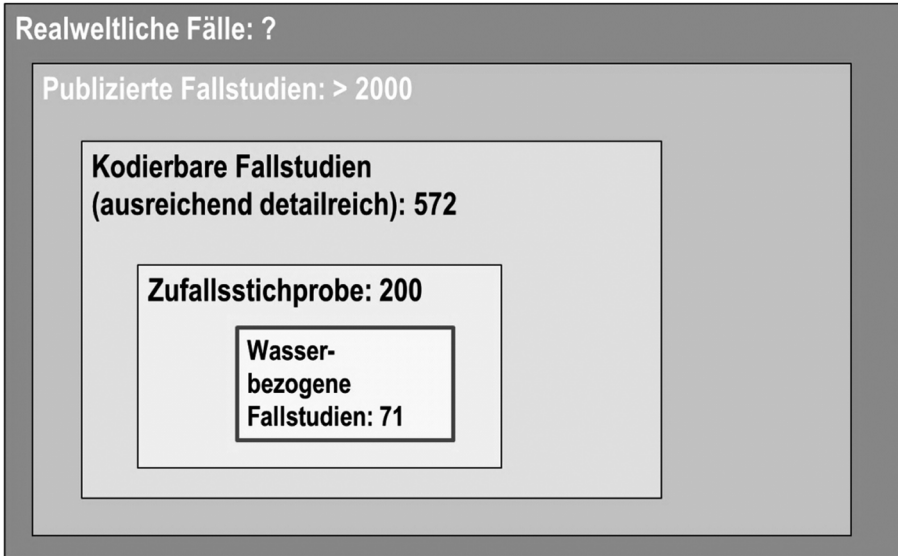 Realweltliche Fälle: ?
Publizierte Fallstudien: > 2000
Kodierbare Fallstudien
(ausreichend detailreich): 572
Zufallsstichprobe: 200
Wasser-
bezogene
Fallstudien: 71